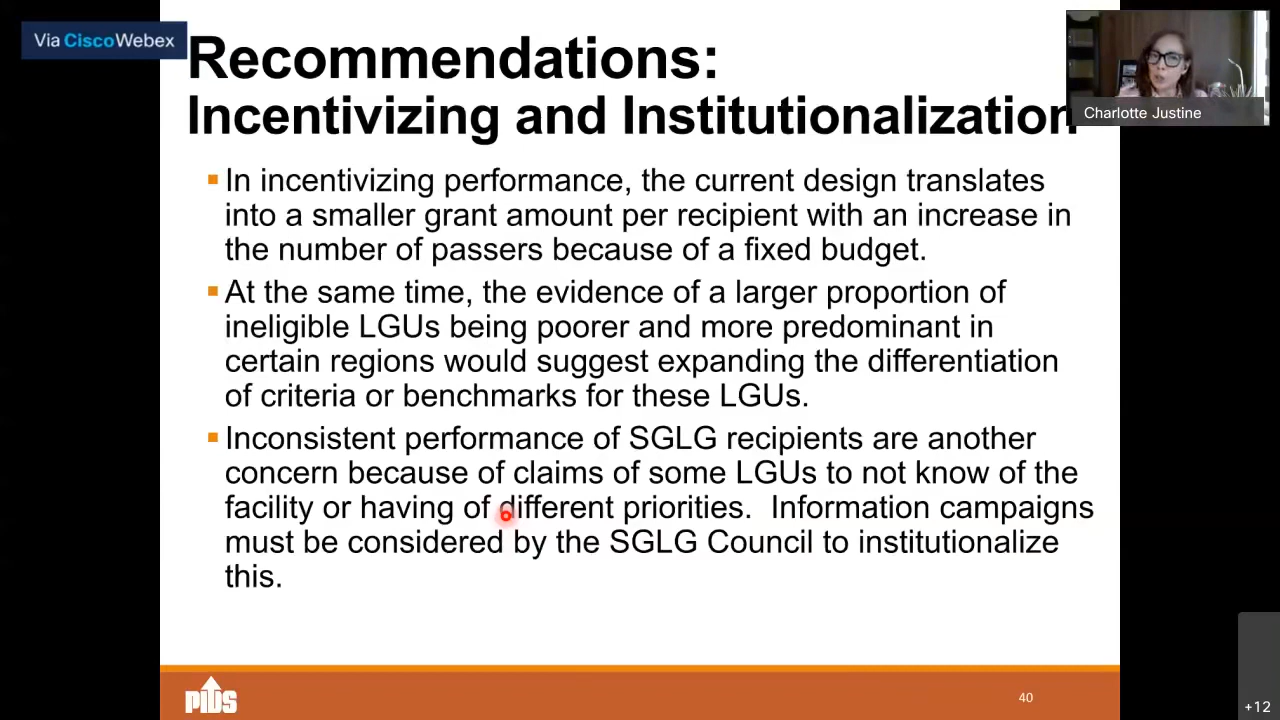 Via CiscoWebex
Recommendations:
Incentivizing and Institutionalization
Charlotte Justine
In incentivizing performance, the current design translates
into a smaller grant amount per recipient with an increase in
the number of passers because of a fixed budget.
At the same time, the evidence of a larger proportion of
ineligible LGUs being poorer and more predominant in
certain regions would suggest expanding the differentiation
of criteria or benchmarks for these LGUs.
Inconsistent performance of SGLG recipients are another
concern because of claims of some LGUs to not know of the
facility or having of different priorities.  Information campaigns
must be considered by the SGLG Council to institutionalize
this.
PIDS
40
+12